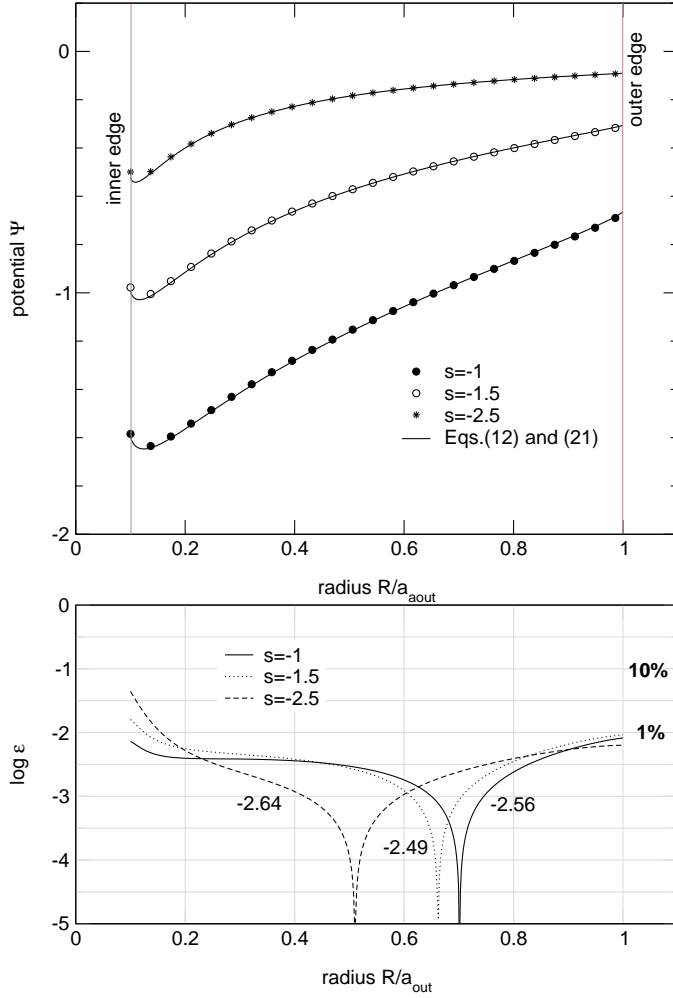 0
-1
-2
potential Ψ
inner edge
outer edge
s=-1
s=-1.5
s=-2.5
Eqs.(12) and (21)
0 0.2 0.4 0.6 0.8 1
radius R/a_aout
0
-1
-2
-3
-4
-5
log ε
s=-1
s=-1.5
s=-2.5
10%
1%
-2.64
-2.56
-2.49
0 0.2 0.4 0.6 0.8 1
radius R/a_out